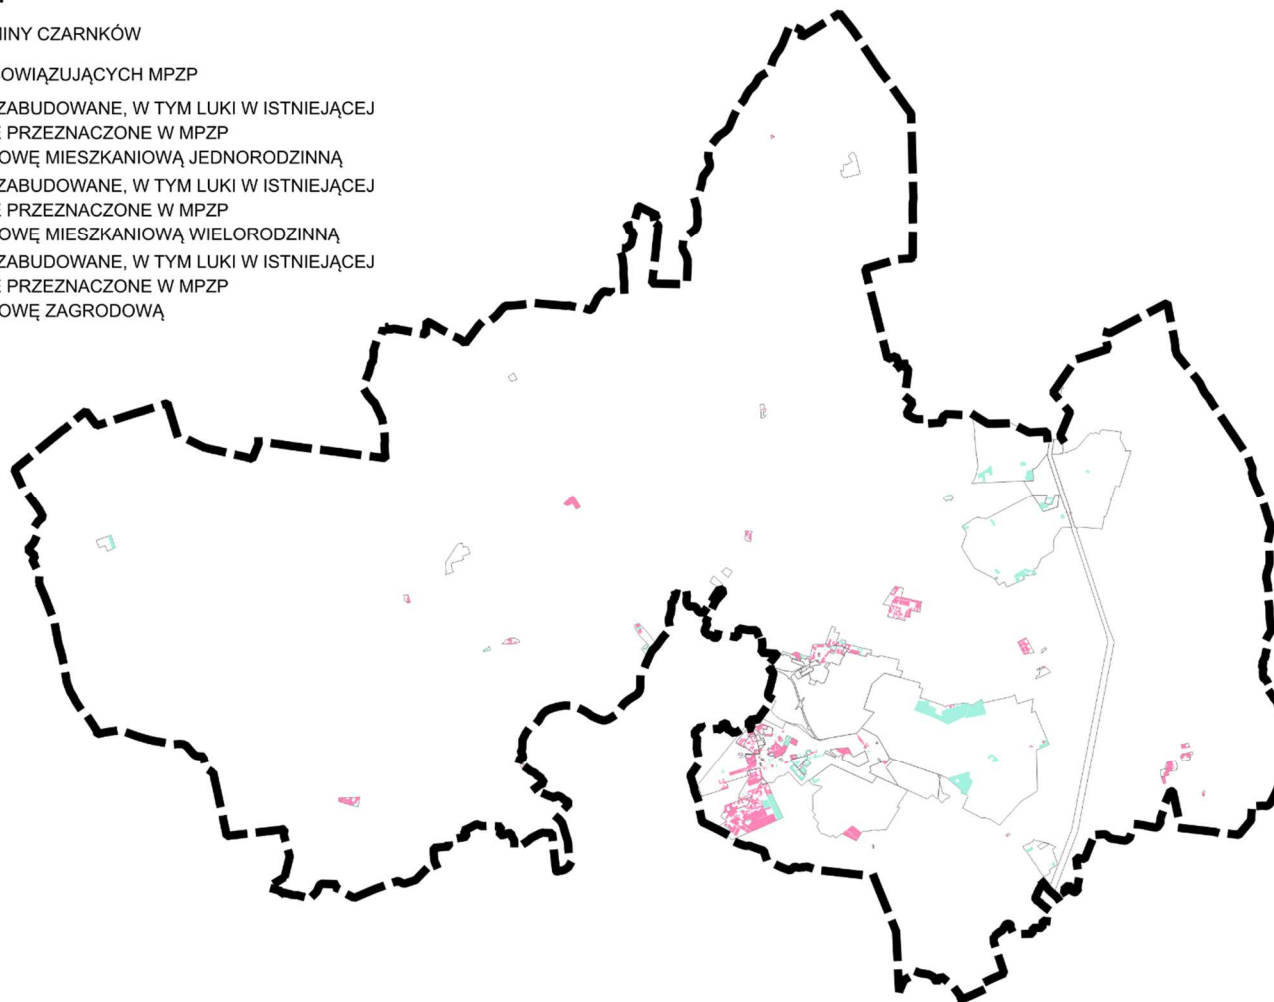 INY CZARNKÓW
OWIĄZUJĄCYCH MPZP
ZABUDOWANE, W TYM LUKI W ISTNIEJĄCEJ
PRZEZNACZONE W MPZP
OWĘ MIESZKANIOWĄ JEDNORODZINNĄ
ZABUDOWANE, W TYM LUKI W ISTNIEJĄCEJ
PRZEZNACZONE W MPZP
OWĘ MIESZKANIOWĄ WIELORODZINNĄ
ZABUDOWANE, W TYM LUKI W ISTNIEJĄCEJ
PRZEZNACZONE W MPZP
OWĘ ZAGRODOWĄ